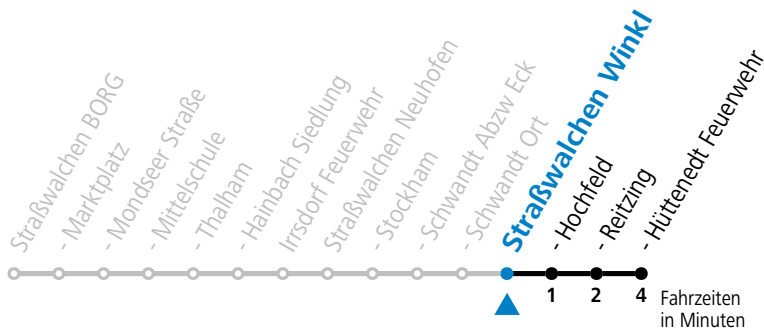 Straßwalchen BORG
- Marktplatz
- Mondseer Straße
- Mittelschule
- Thalham
- Hainbach Siedlung
Irrsdorf Feuerwehr
Straßwalchen Neuhofen
- Stockham
- Schwandt Abzw Eck
- Schwandt Ort
Straßwalchen Winkl
- Hochfeld
- Reitzing
- Hüttenedt Feuerwehr
1 2 4 Fahrzeiten
in Minuten